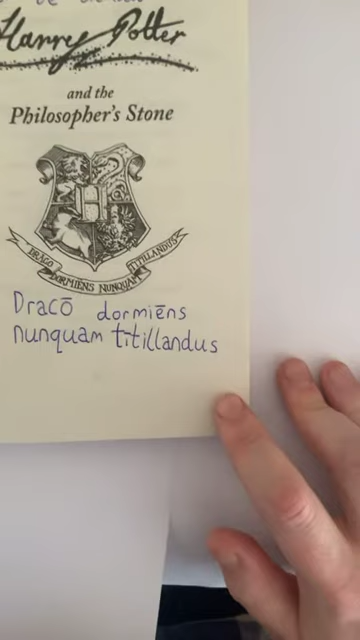 Harry Potter
and the
Philosopher's Stone
H
DRACO DORMIENS NUNQUAM TITILLANDUS
Dracō dormiēns
nunquam tītillandus